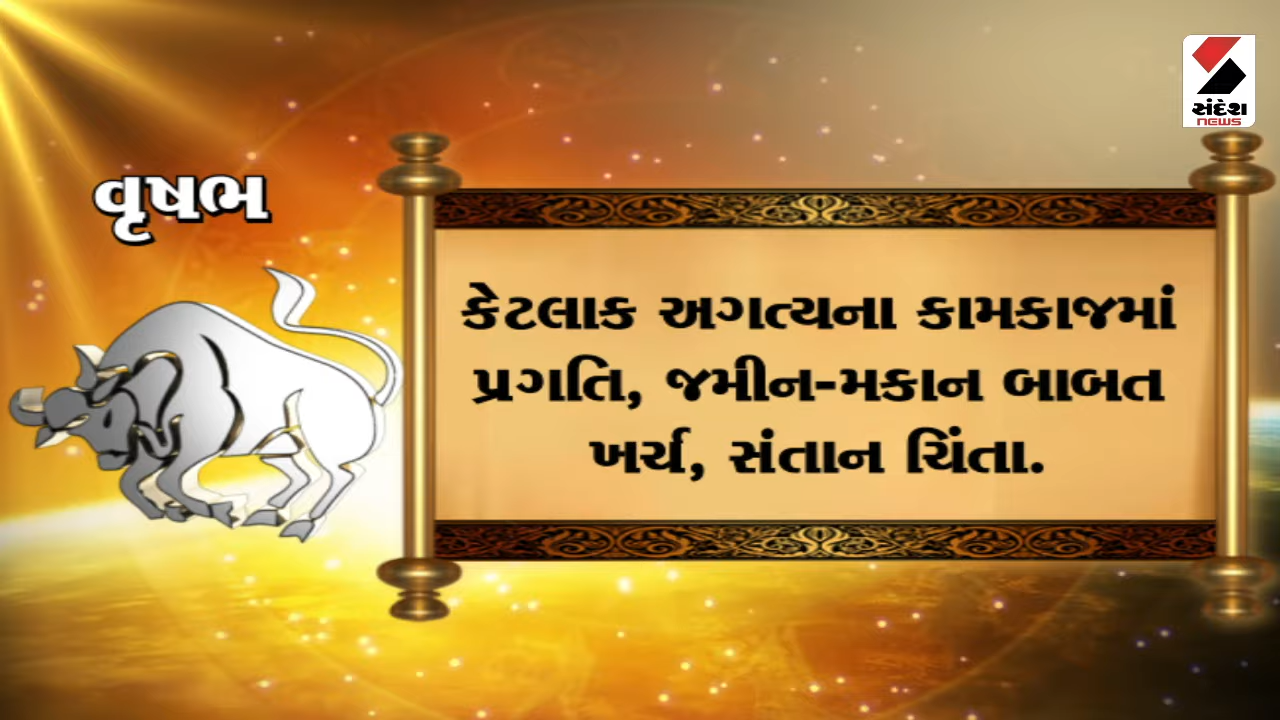 સંદેશ
NEWS
વૃષભ
કેટલાક અગત્યના કામકાજમાં
પ્રગતિ, જમીન-મકાન બાબત
ખર્ચ, સંતાન ચિંતા.